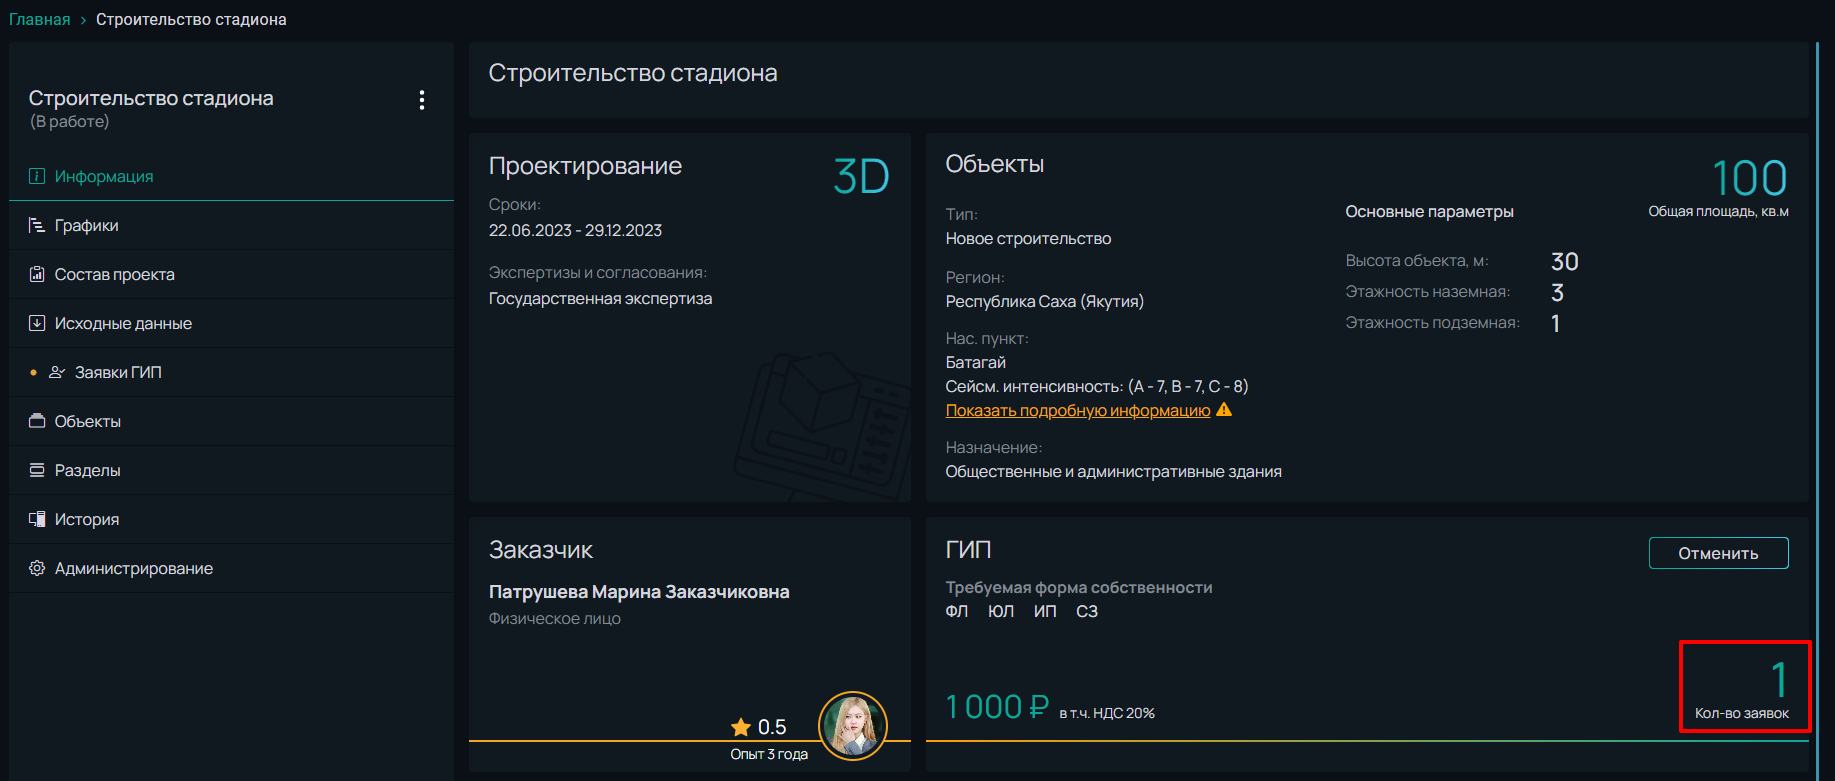 Главная › Строительство стадиона
Строительство стадиона
(В работе)
Информация
Графики
Состав проекта
Исходные данные
Заявки ГИП
Объекты
Разделы
История
Администрирование
Строительство стадиона
Проектирование
3D
Сроки:
22.06.2023 - 29.12.2023
Экспертизы и согласования:
Государственная экспертиза
Объекты
100
Общая площадь, кв.м
Тип:
Новое строительство
Регион:
Республика Саха (Якутия)
Нас. пункт:
Батагай
Сейсм. интенсивность: (A - 7, B - 7, C - 8)
Показать подробную информацию
Назначение:
Общественные и административные здания
Основные параметры
Высота объекта, м: 30
Этажность наземная: 3
Этажность подземная: 1
Заказчик
Патрушева Марина Заказчиковна
Физическое лицо
0.5
Опыт 3 года
ГИП
Отменить
Требуемая форма собственности
ФЛ ЮЛ ИП СЗ
1 000 ₽ в т.ч. НДС 20%
1
Кол-во заявок